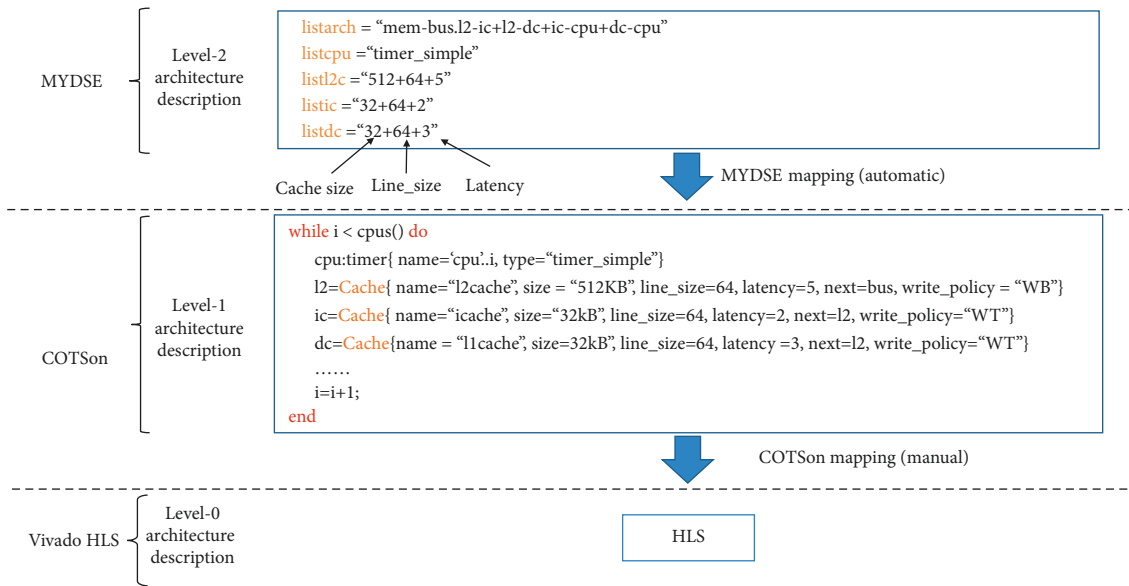 MYDSE
Level-2
architecture
description
listarch = “mem-bus.l2-ic+l2-dc+ic-cpu+dc-cpu”
listcpu =“timer_simple”
listl2c =“512+64+5”
listic =“32+64+2”
listdc =“32+64+3”
Cache size Line_size Latency
MYDSE mapping (automatic)
COTSon
Level-1
architecture
description
while i < cpus() do
cpu:timer{ name=‘cpu’..i, type=“timer_simple”}
l2=Cache{ name=“l2cache”, size = “512KB”, line_size=64, latency=5, next=bus, write_policy = “WB”}
ic=Cache{ name=“icache”, size=“32kB”, line_size=64, latency=2, next=l2, write_policy=“WT”}
dc=Cache{name = “l1cache”, size=32kB”, line_size=64, latency =3, next=l2, write_policy=“WT”}
……
i=i+1;
end
COTSon mapping (manual)
Vivado HLS
Level-0
architecture
description
HLS